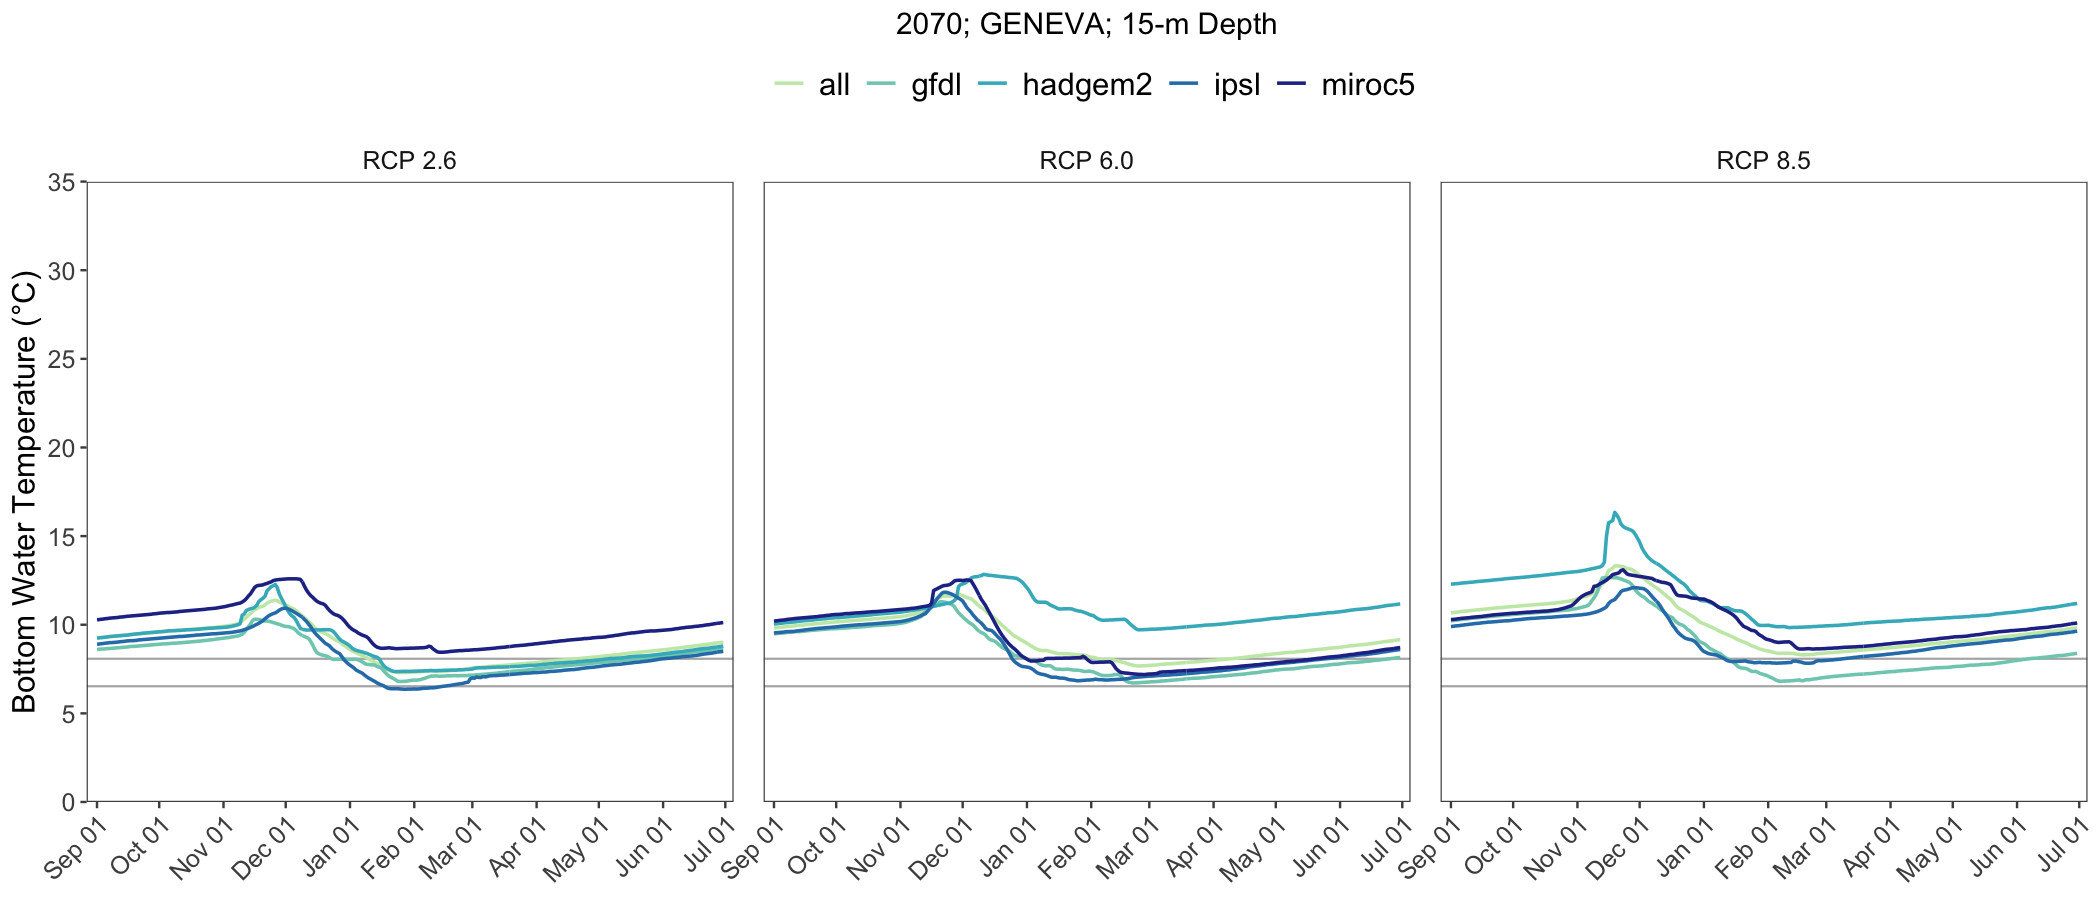 2070; GENEVA; 15-m Depth
all gfdl hadgem2 ipsl miroc5
RCP 2.6 RCP 6.0 RCP 8.5
Bottom Water Temperature (°C)
35
30
25
20
15
10
5
0
Sep 01 Oct 01 Nov 01 Dec 01 Jan 01 Feb 01 Mar 01 Apr 01 May 01 Jun 01 Jul 01 Sep 01 Oct 01 Nov 01 Dec 01 Jan 01 Feb 01 Mar 01 Apr 01 May 01 Jun 01 Jul 01 Sep 01 Oct 01 Nov 01 Dec 01 Jan 01 Feb 01 Mar 01 Apr 01 May 01 Jun 01 Jul 01